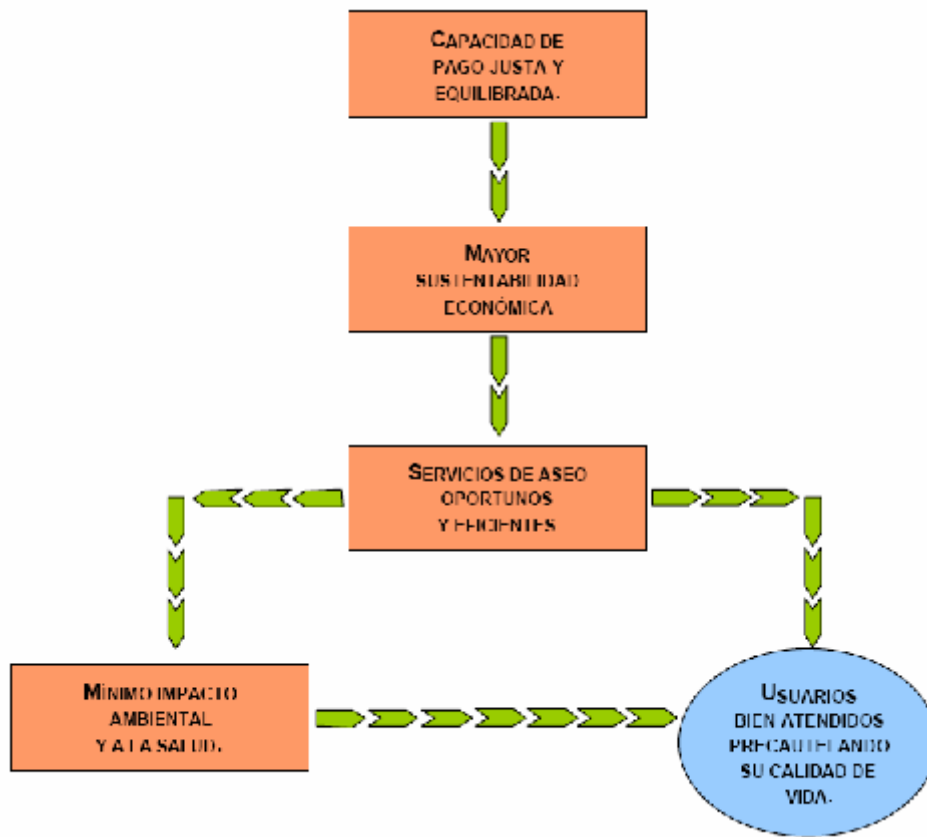 CAPACIDAD DE
PAGO JUSTA Y
EQUILIBRADA.
MAYOR
SUSTENTABILIDAD
ECONÓMICA
SERVICIOS DE ASEO
OPORTUNOS
Y EFICIENTES
MÍNIMO IMPACTO
AMBIENTAL
Y A LA SALUD.
USUARIOS
BIEN ATENDIDOS
PRECAUTELANDO
SU CALIDAD DE
VIDA.